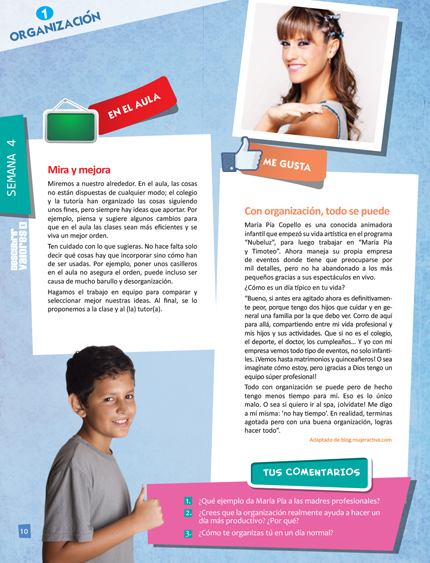 1
ORGANIZACIÓN
SEMANA 4
EN EL AULA
Mira y mejora
Miremos a nuestro alrededor. En el aula, las cosas
no están dispuestas de cualquier modo; el colegio
y la tutoría han organizado las cosas siguiendo
unos fines, pero siempre hay ideas que aportar. Por
ejemplo, piensa y sugiere algunos cambios para
que en el aula las clases sean más eficientes y se
viva un mejor orden.
Ten cuidado con lo que sugieras. No hace falta solo
decir qué cosas hay que incorporar sino cómo han
de ser usadas. Por ejemplo, poner unos casilleros
en el aula no asegura el orden, puede incluso ser
causa de mucho barullo y desorganización.
Hagamos el trabajo en equipo para comparar y
seleccionar mejor nuestras ideas. Al final, se lo
proponemos a la clase y al (la) tutor(a).
ME GUSTA
Con organización, todo se puede
María Pía Copello es una conocida animadora
infantil que empezó su vida artística en el programa
"Nubeluz", para luego trabajar en "María Pía
y Timoteo". Ahora maneja su propia empresa
de eventos donde tiene que preocuparse por
mil detalles, pero no ha abandonado a los más
pequeños gracias a sus espectáculos en vivo.
¿Cómo es un día típico en tu vida?
"Bueno, si antes era agitado ahora es definitivamen-
te peor, porque tengo dos hijos que cuidar y en ge-
neral una familia por la que debo ver. Corro de aquí
para allá, compartiendo entre mi vida profesional y
mis hijos y sus actividades. Que si no es el colegio,
el deporte, el doctor, los cumpleaños... Y yo con mi
empresa vemos todo tipo de eventos, no solo infanti-
les. ¡Vemos hasta matrimonios y quinceañeros! O sea
imagínate cómo estoy, pero ¡gracias a Dios tengo un
equipo súper profesional!
Todo con organización se puede pero de hecho
tengo menos tiempo para mí. Eso es lo único
malo. O sea si quiero ir al spa, ¡olvídate! Me digo
a mí misma: 'no hay tiempo'. En realidad, terminas
agotada pero con una buena organización, logras
hacer todo".
Adaptado de blog.mujeractiva.com
TUS COMENTARIOS
1. ¿Qué ejemplo da María Pía a las madres profesionales?
2. ¿Crees que la organización realmente ayuda a hacer un
día más productivo? ¿Por qué?
3. ¿Cómo te organizas tú en un día normal?
10